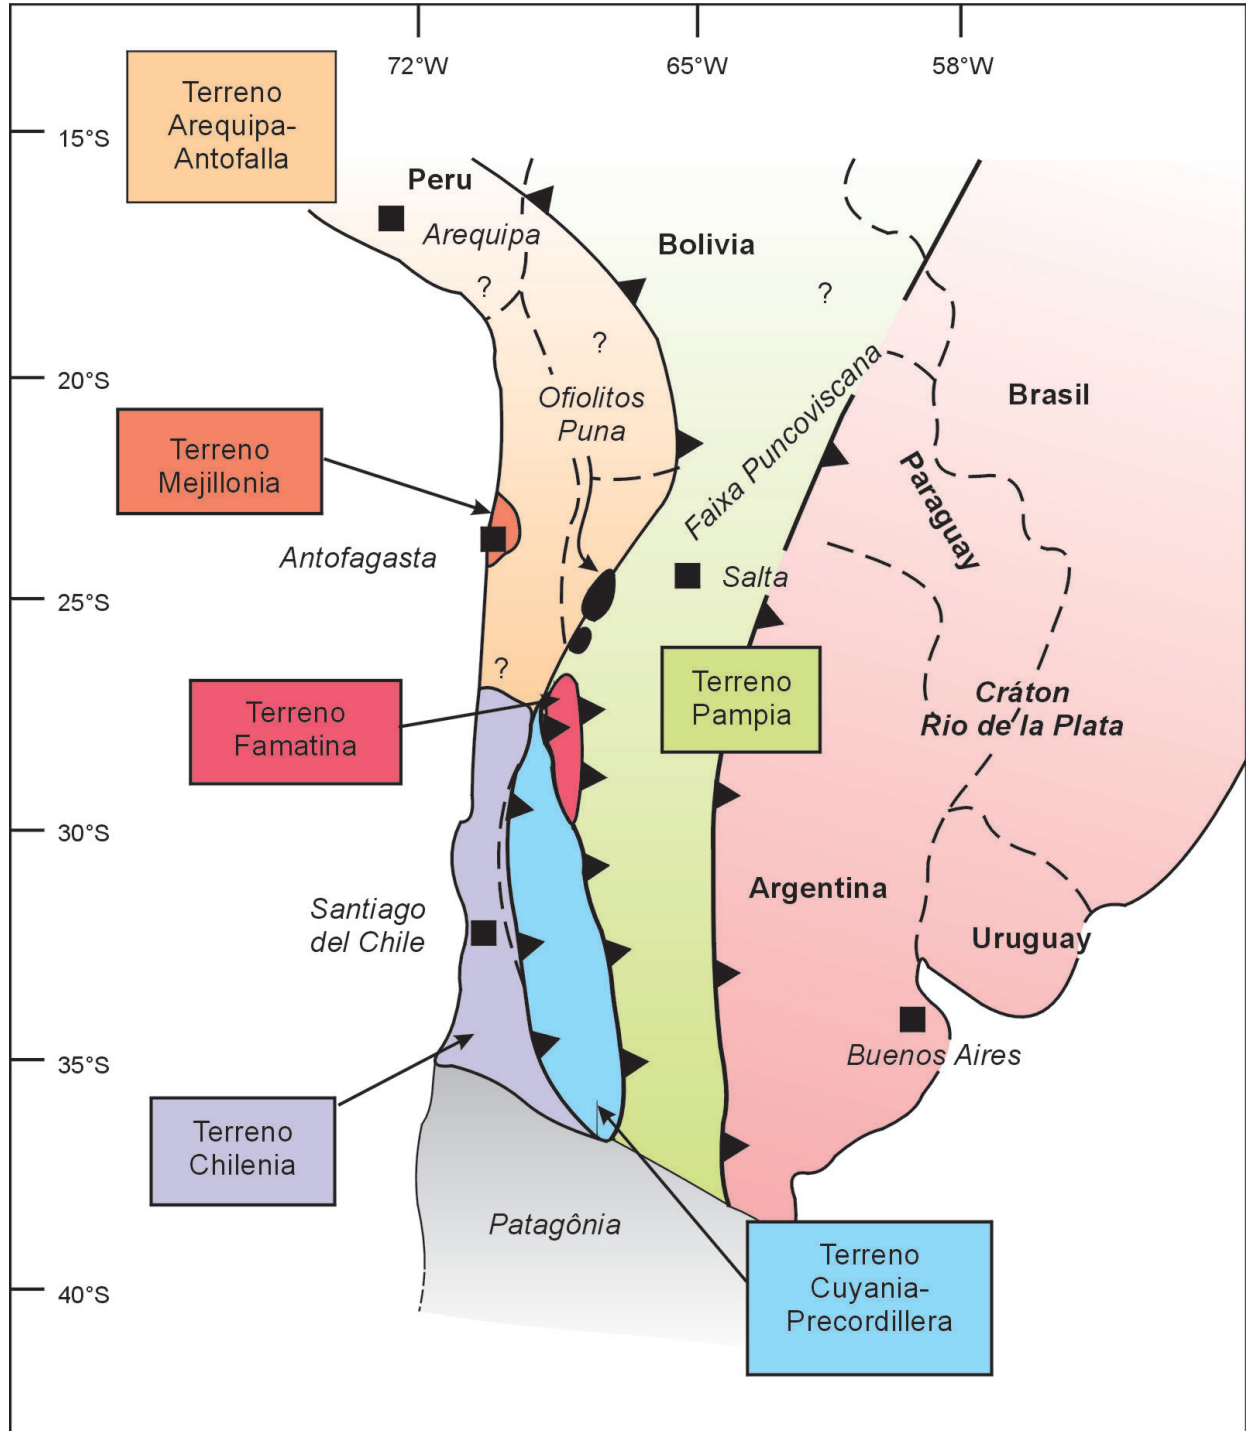 72°W
65°W
58°W
Terreno
Arequipa-
Antofalla
15°S
Peru
Arequipa
Bolivia
?
?
?
20°S
Ofiolitos
Puna
Faixa Puncoviscana
Brasil
Paraguay
Terreno
Mejillonia
Antofagasta
Salta
25°S
?
Terreno
Famatina
Terreno
Pampia
Cráton
Rio de la Plata
30°S
Argentina
Santiago
del Chile
Uruguay
Buenos Aires
35°S
Terreno
Chilenia
Patagônia
Terreno
Cuyania-
Precordillera
40°S